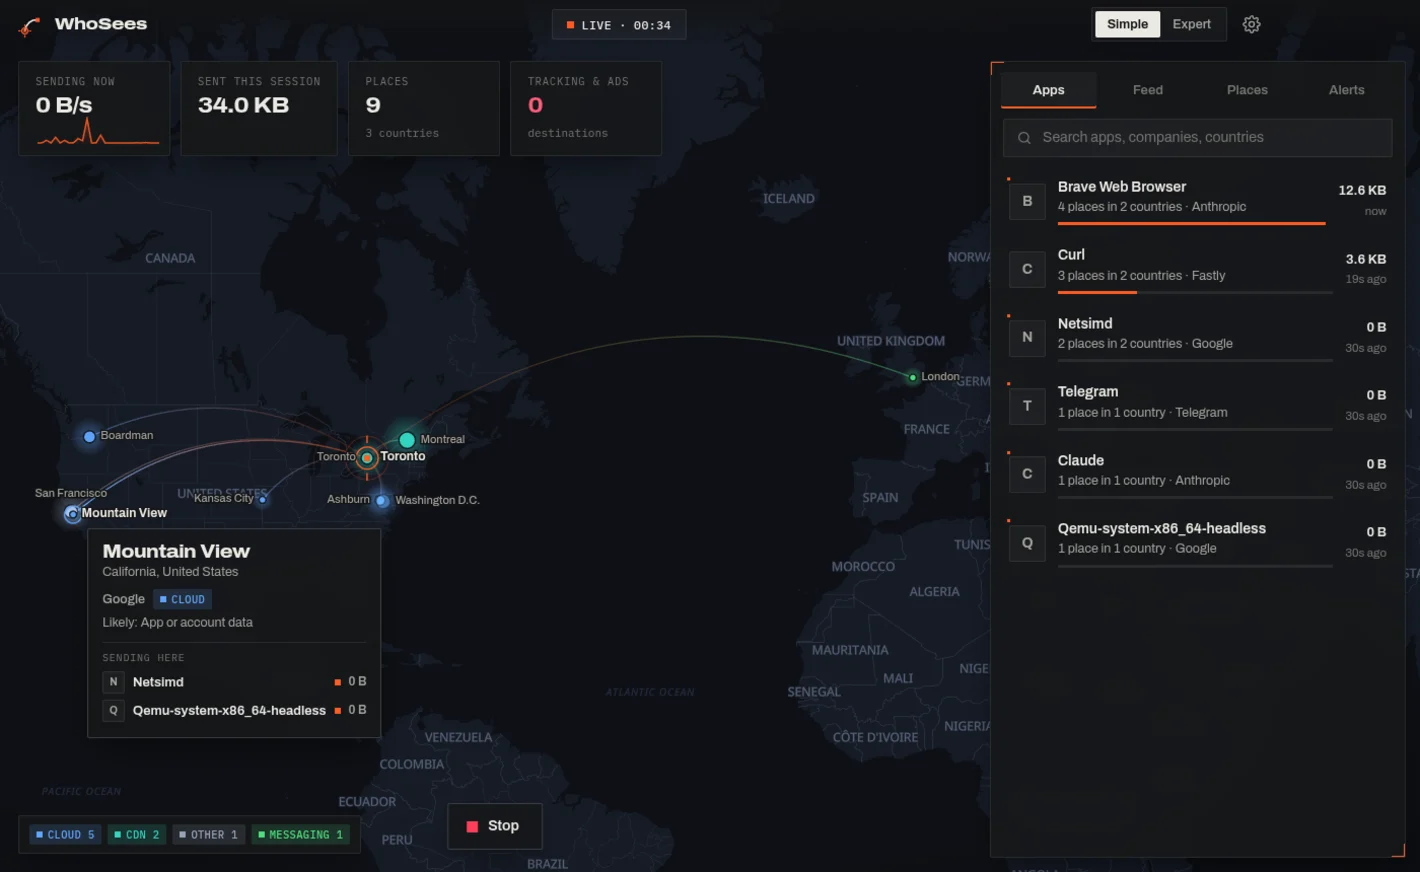 WhoSees
LIVE · 00:34
Simple
Expert
SENDING NOW
0 B/s
SENT THIS SESSION
34.0 KB
PLACES
9
3 countries
TRACKING & ADS
0
destinations
Apps
Feed
Places
Alerts
Search apps, companies, countries
B
Brave Web Browser
4 places in 2 countries · Anthropic
12.6 KB
now
C
Curl
3 places in 2 countries · Fastly
3.6 KB
19s ago
N
Netsimd
2 places in 2 countries · Google
0 B
30s ago
T
Telegram
1 place in 1 country · Telegram
0 B
30s ago
C
Claude
1 place in 1 country · Anthropic
0 B
30s ago
Q
Qemu-system-x86_64-headless
1 place in 1 country · Google
0 B
30s ago
ICELAND
CANADA
NORWA
UNITED KINGDOM
London
GERM
FRANCE
SPAIN
Boardman
Toronto
Toronto
Montreal
San Francisco
UNITED STATES
Kansas City
Ashburn
Washington D.C.
Mountain View
TUNIS
MOROCCO
ALGERIA
MAURITANIA
MALI
NIGE
SENEGAL
NIGERIA
CÔTE D'IVOIRE
ATLANTIC OCEAN
Mountain View
California, United States
Google
CLOUD
Likely: App or account data
SENDING HERE
N
Netsimd
0 B
Q
Qemu-system-x86_64-headless
0 B
VENEZUELA
COLOMBIA
ECUADOR
PERU
BRAZIL
PACIFIC OCEAN
CLOUD 5
CDN 2
OTHER 1
MESSAGING 1
Stop